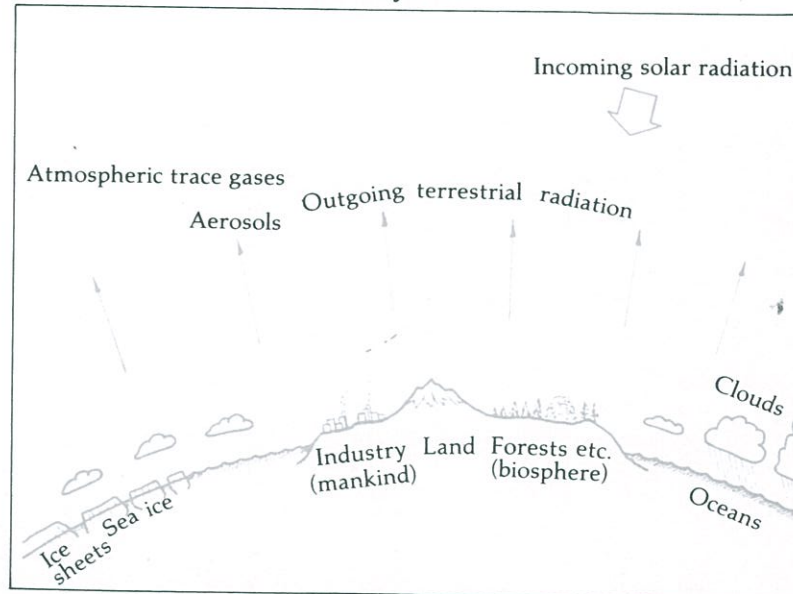 Incoming solar radiation
Atmospheric trace gases
Outgoing terrestrial radiation
Aerosols
Clouds
Industry
(mankind)
Land
Forests etc.
(biosphere)
Oceans
Sea ice
Ice
sheets